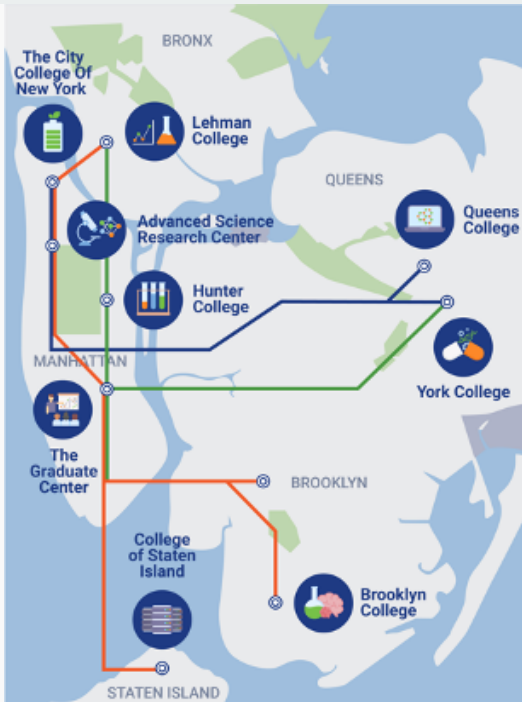 BRONX
The City
College Of
New York
Lehman
College
QUEENS
Queens
College
Advanced Science
Research Center
Hunter
College
MANHATTAN
York College
The
Graduate
Center
BROOKLYN
College
of Staten
Island
Brooklyn
College
STATEN ISLAND